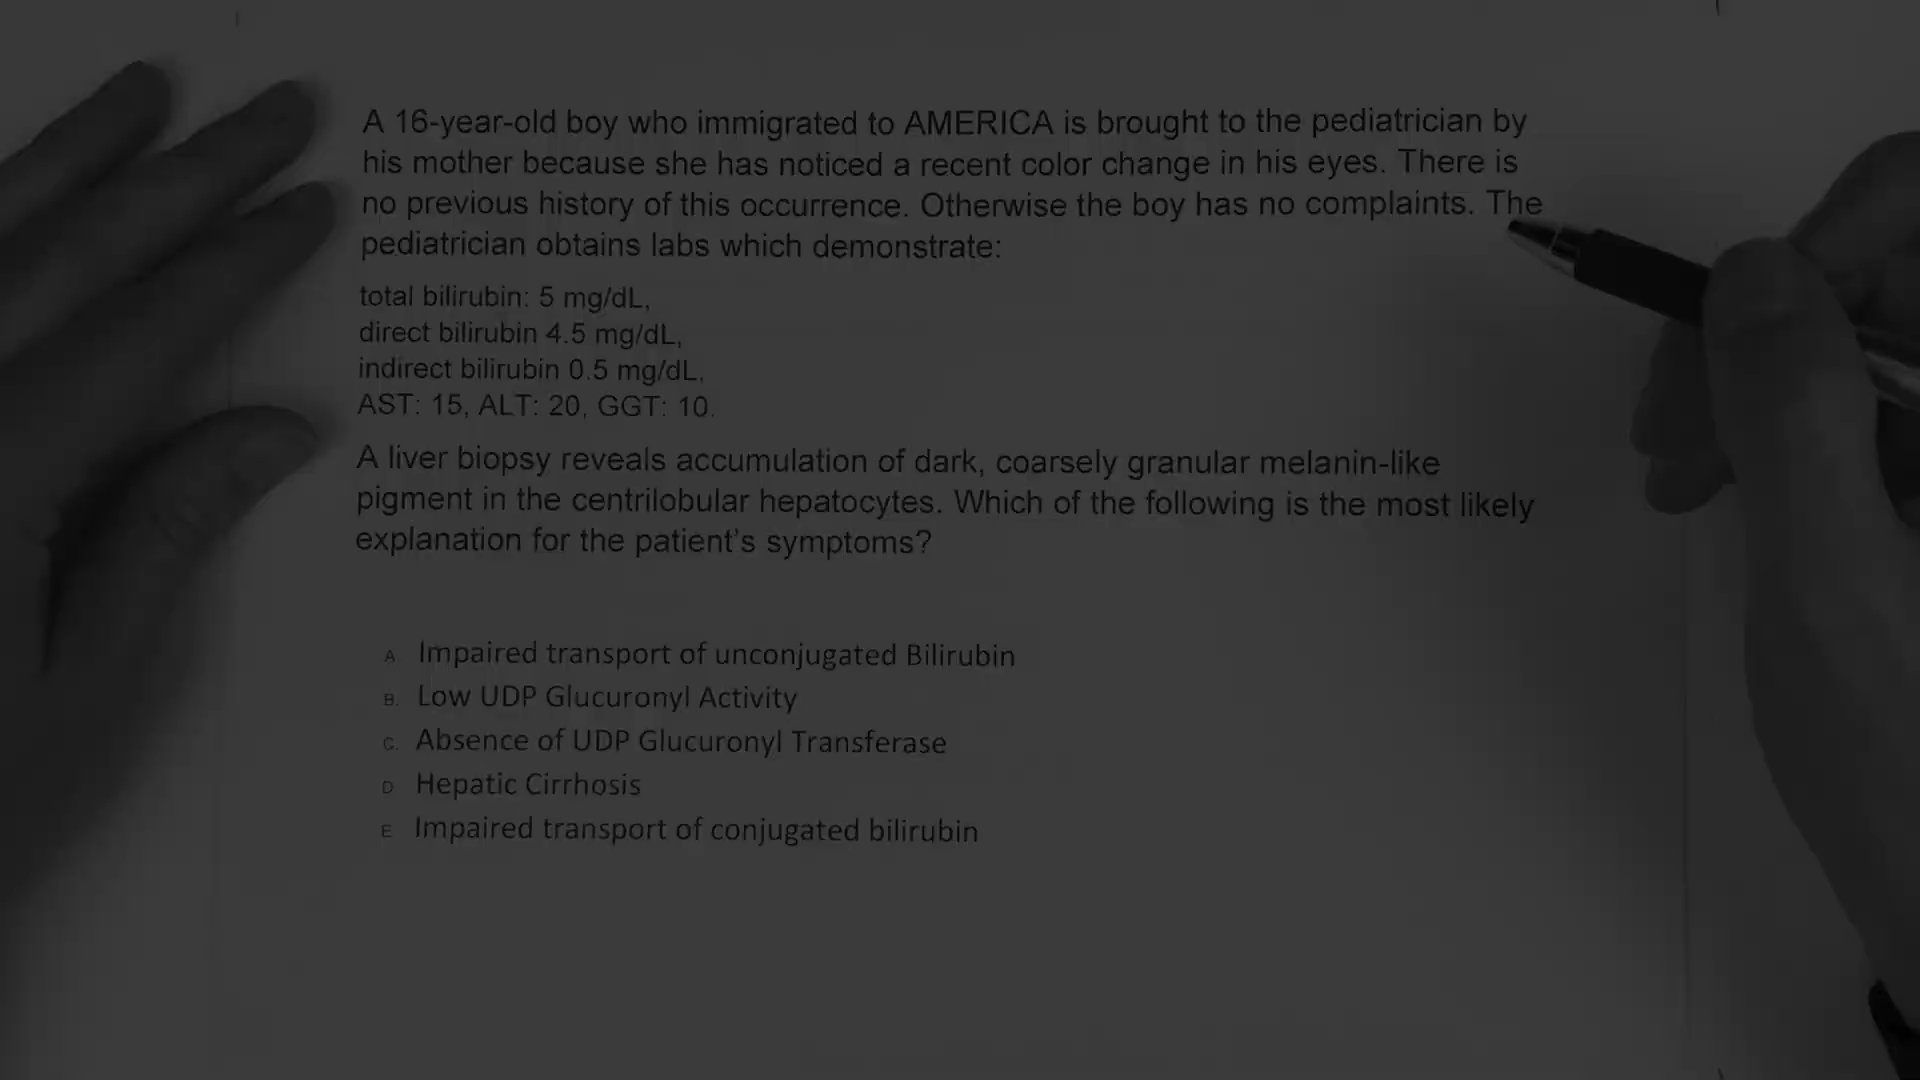 A 16-year-old boy who immigrated to AMERICA is brought to the pediatrician by
his mother because she has noticed a recent color change in his eyes. There is
no previous history of this occurrence. Otherwise the boy has no complaints. The
pediatrician obtains labs which demonstrate:
total bilirubin: 5 mg/dL,
direct bilirubin 4.5 mg/dL,
indirect bilirubin 0.5 mg/dL,
AST: 15, ALT: 20, GGT: 10.
A liver biopsy reveals accumulation of dark, coarsely granular melanin-like
pigment in the centrilobular hepatocytes. Which of the following is the most likely
explanation for the patient's symptoms?
A. Impaired transport of unconjugated Bilirubin
B. Low UDP Glucuronyl Activity
C. Absence of UDP Glucuronyl Transferase
D Hepatic Cirrhosis
E Impaired transport of conjugated bilirubin